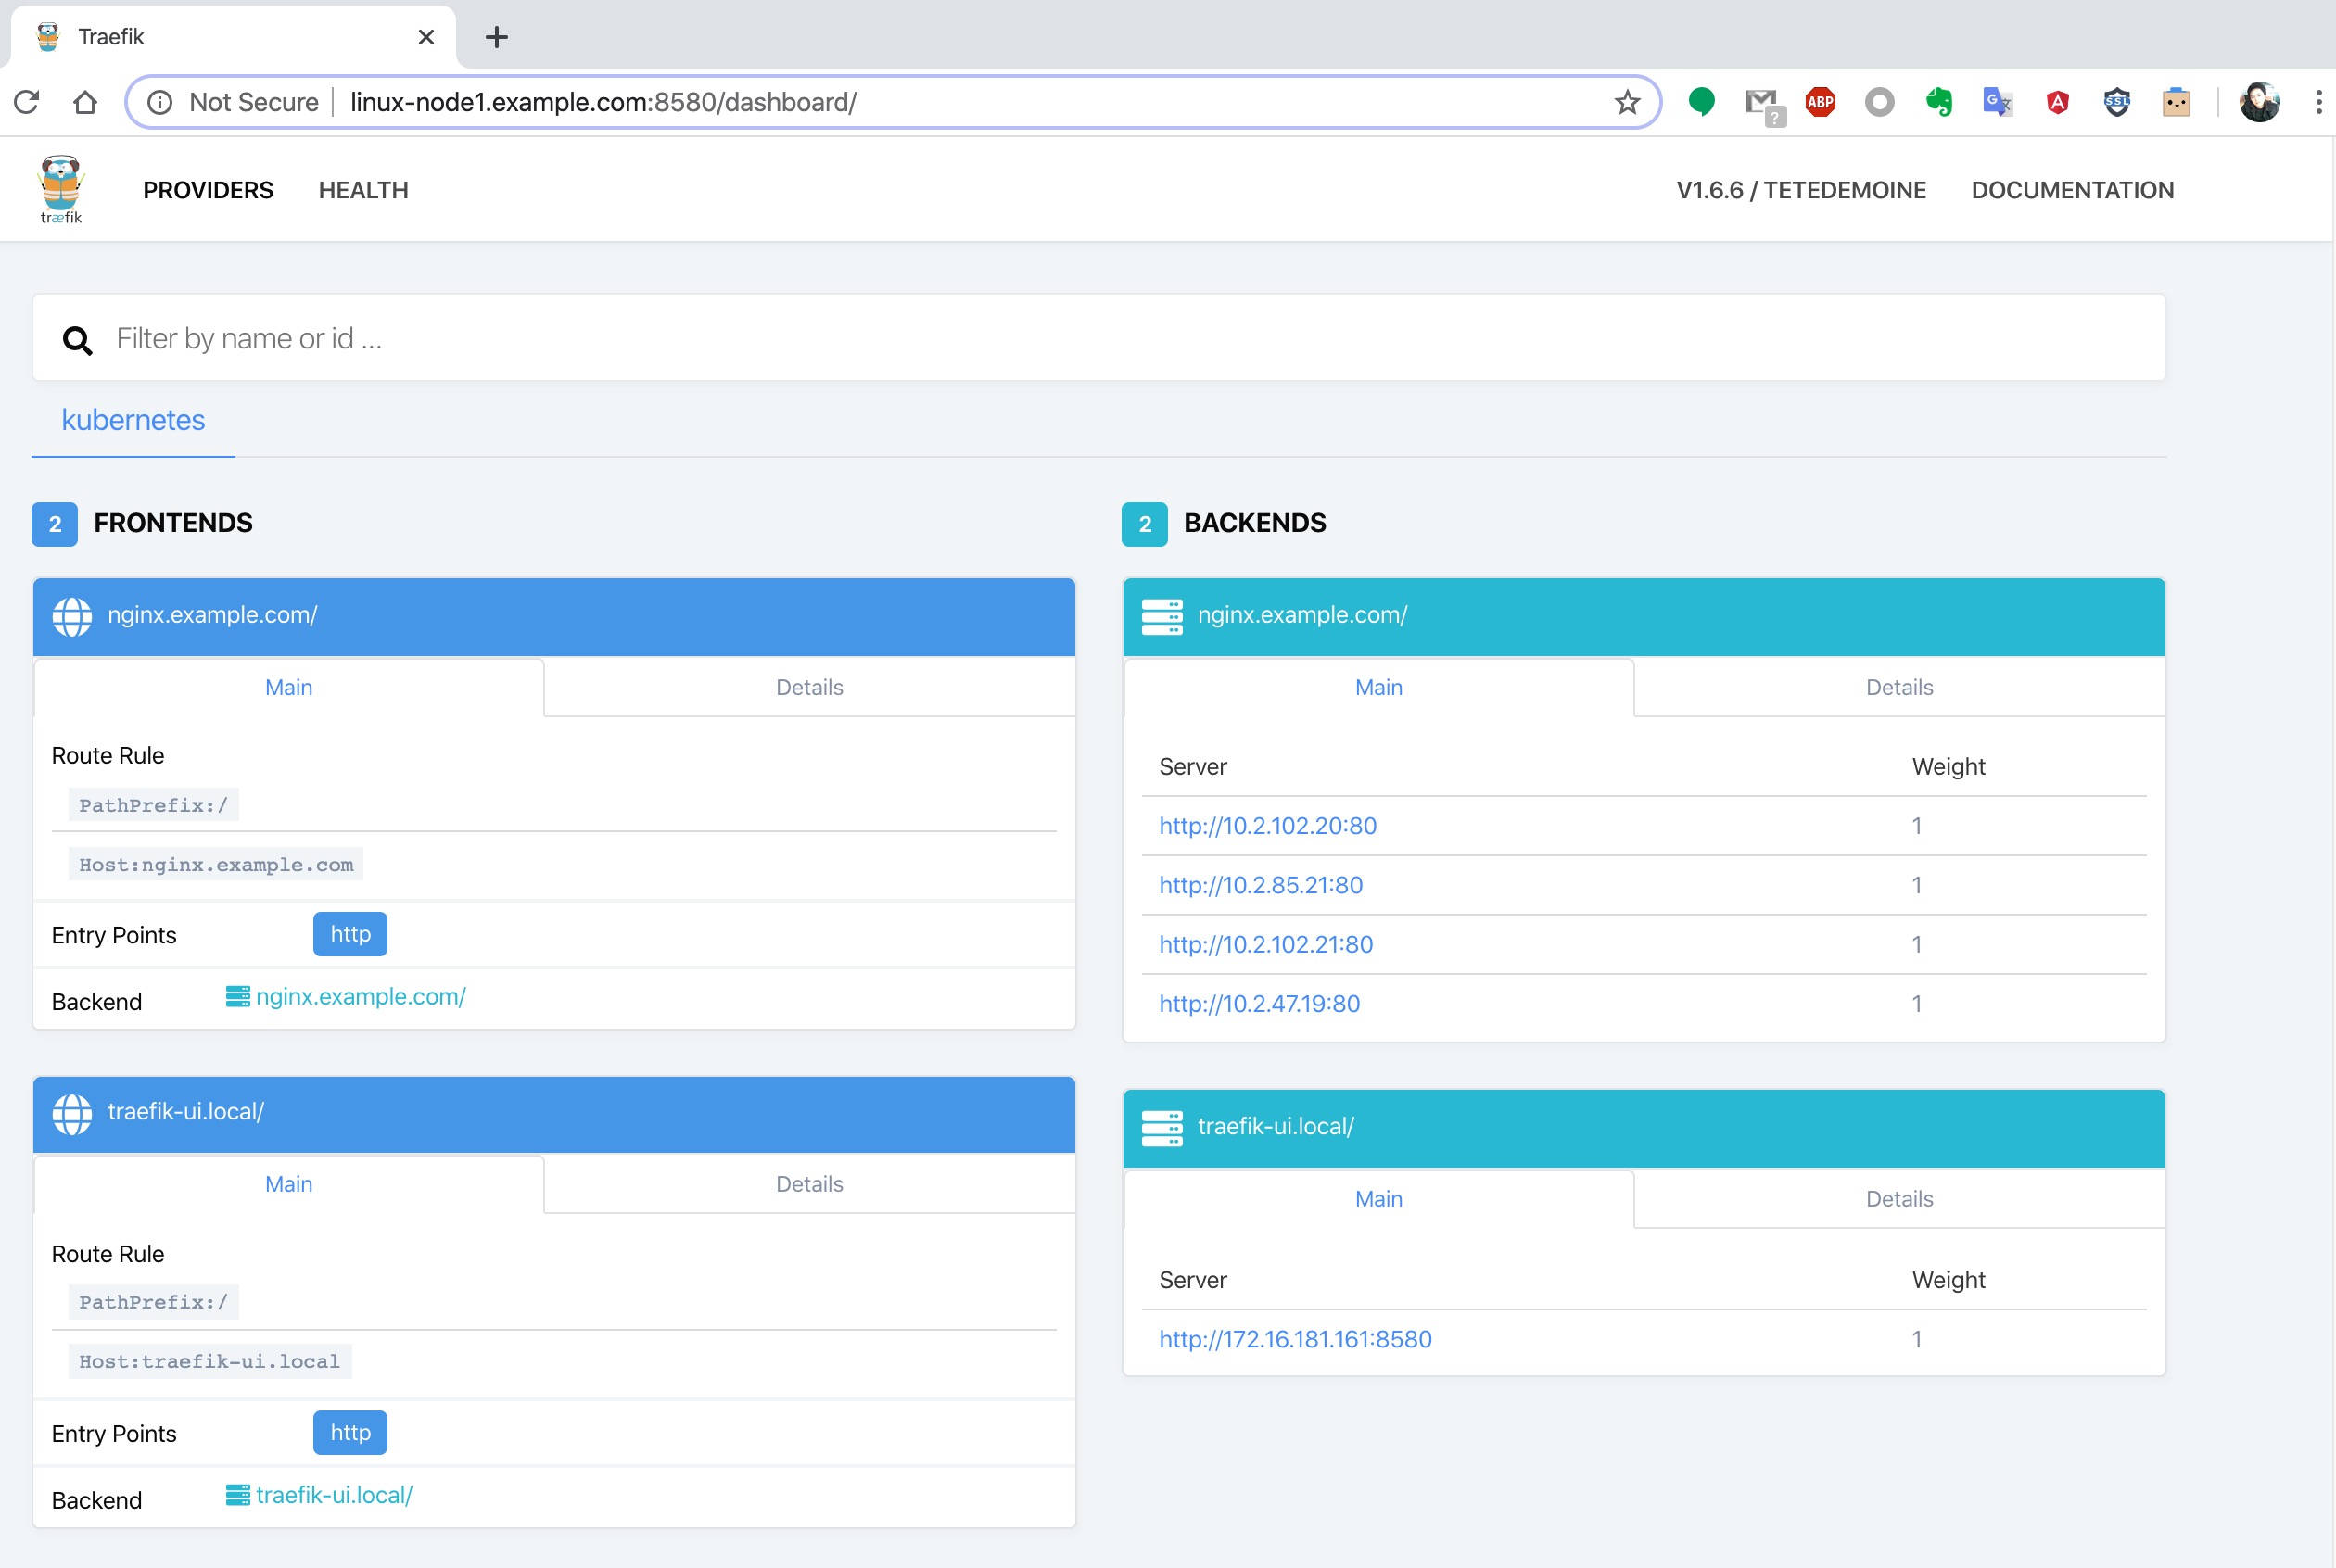 Traefik
Not Secure
linux-node1.example.com:8580/dashboard/
?
ABP
G
A
SSL
træfik
PROVIDERS
HEALTH
V1.6.6 / TETEDEMOINE
DOCUMENTATION
Filter by name or id ...
kubernetes
2 FRONTENDS
nginx.example.com/
Main
Details
Route Rule
PathPrefix:/
Host:nginx.example.com
Entry Points
http
Backend
nginx.example.com/
traefik-ui.local/
Main
Details
Route Rule
PathPrefix:/
Host:traefik-ui.local
Entry Points
http
Backend
traefik-ui.local/
2 BACKENDS
nginx.example.com/
Main
Details
Server
Weight
http://10.2.102.20:80
1
http://10.2.85.21:80
1
http://10.2.102.21:80
1
http://10.2.47.19:80
1
traefik-ui.local/
Main
Details
Server
Weight
http://172.16.181.161:8580
1